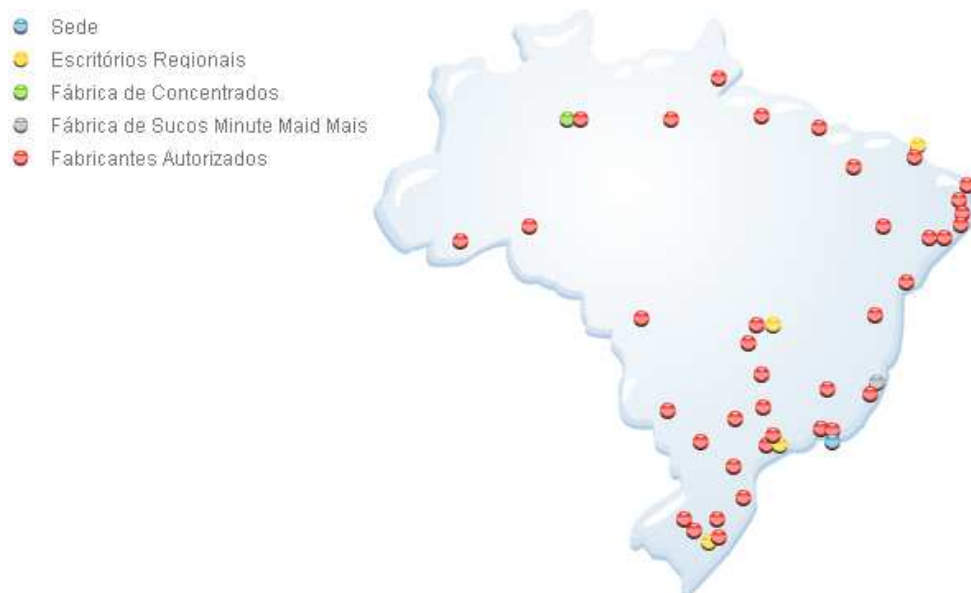 Sede
Escritórios Regionais
Fábrica de Concentrados
Fábrica de Sucos Minute Maid Mais
Fabricantes Autorizados